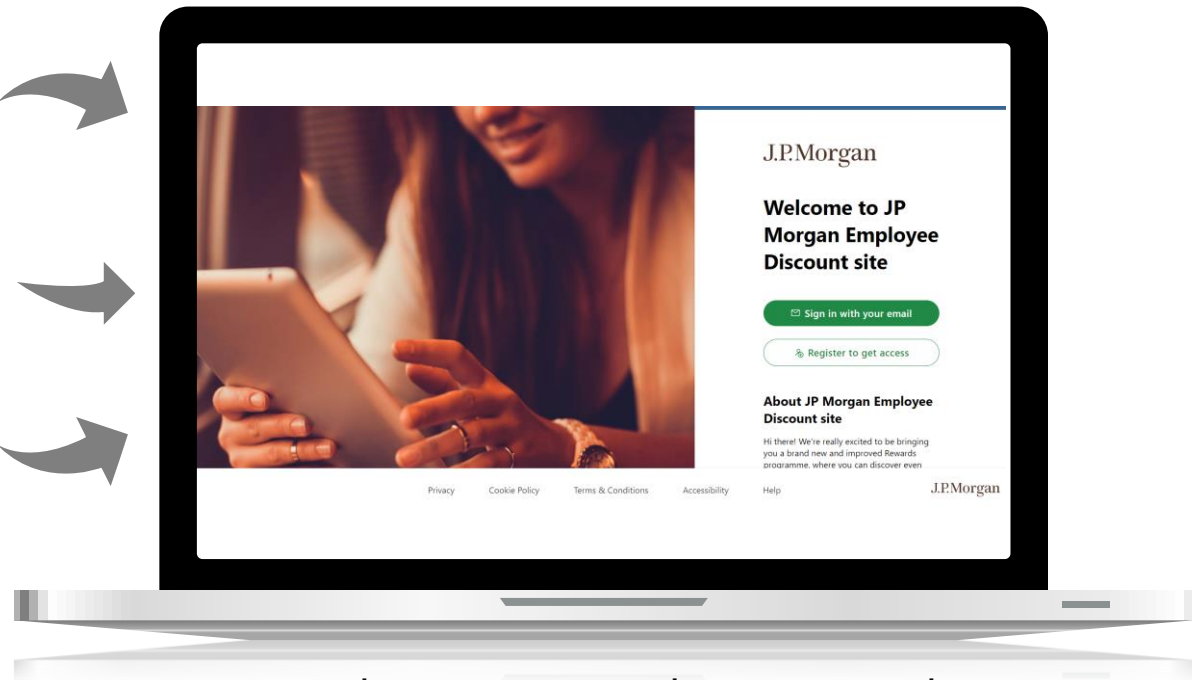 J.P.Morgan
Welcome to JP
Morgan Employee
Discount site
Sign in with your email
Register to get access
About JP Morgan Employee
Discount site
Hi there! We're really excited to be bringing
you a brand new and improved Rewards
programme, where you can discover even
Privacy Cookie Policy Terms & Conditions Accessibility Help J.P.Morgan